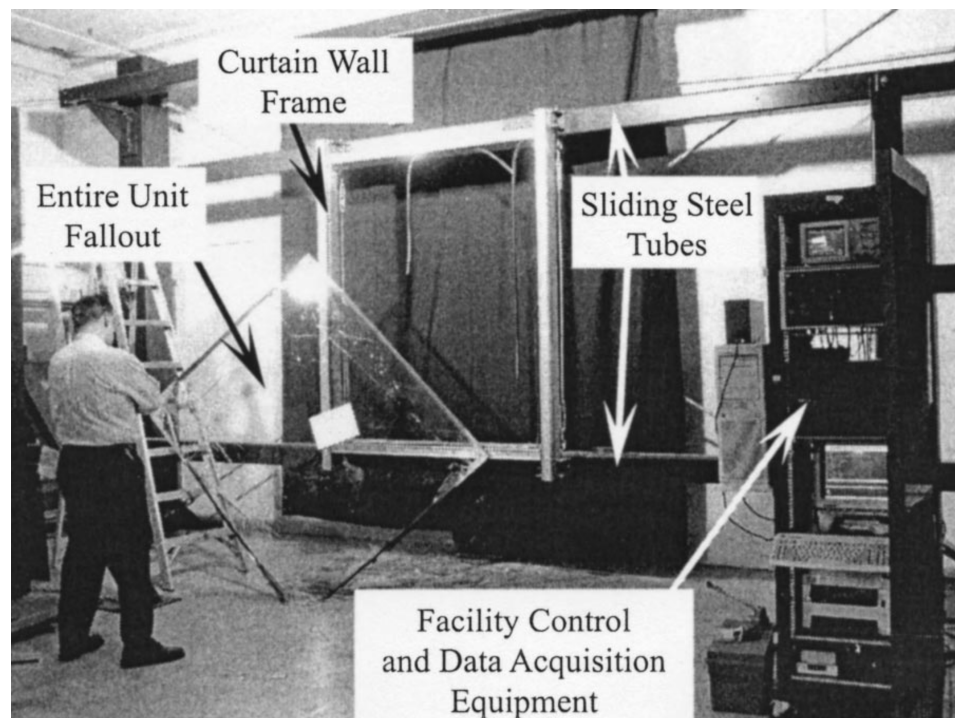 Curtain Wall
Frame
Entire Unit
Fallout
Sliding Steel
Tubes
Facility Control
and Data Acquisition
Equipment